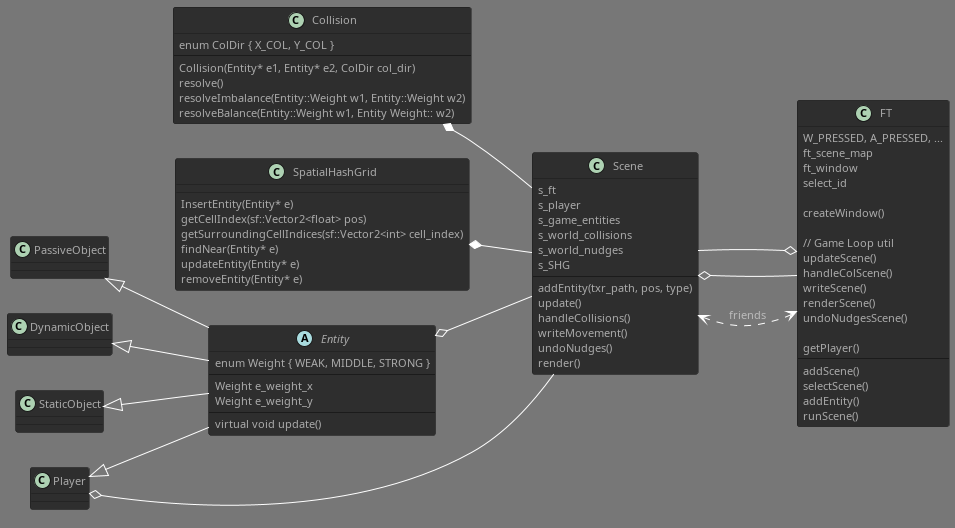 C Collision
enum ColDir { X_COL, Y_COL }
Collision(Entity* e1, Entity* e2, ColDir col_dir)
resolve()
resolveImbalance(Entity::Weight w1, Entity::Weight w2)
resolveBalance(Entity::Weight w1, Entity Weight:: w2)
C SpatialHashGrid
InsertEntity(Entity* e)
getCellIndex(sf::Vector2<float> pos)
getSurroundingCellIndices(sf::Vector2<int> cell_index)
findNear(Entity* e)
updateEntity(Entity* e)
removeEntity(Entity* e)
C PassiveObject
C DynamicObject
C StaticObject
C Player
A Entity
enum Weight { WEAK, MIDDLE, STRONG }
Weight e_weight_x
Weight e_weight_y
virtual void update()
C Scene
s_ft
s_player
s_game_entities
s_world_collisions
s_world_nudges
s_SHG
addEntity(txr_path, pos, type)
update()
handleCollisions()
writeMovement()
undoNudges()
render()
friends
C FT
W_PRESSED, A_PRESSED, ...
ft_scene_map
ft_window
select_id
createWindow()
// Game Loop util
updateScene()
handleColScene()
writeScene()
renderScene()
undoNudgesScene()
getPlayer()
addScene()
selectScene()
addEntity()
runScene()